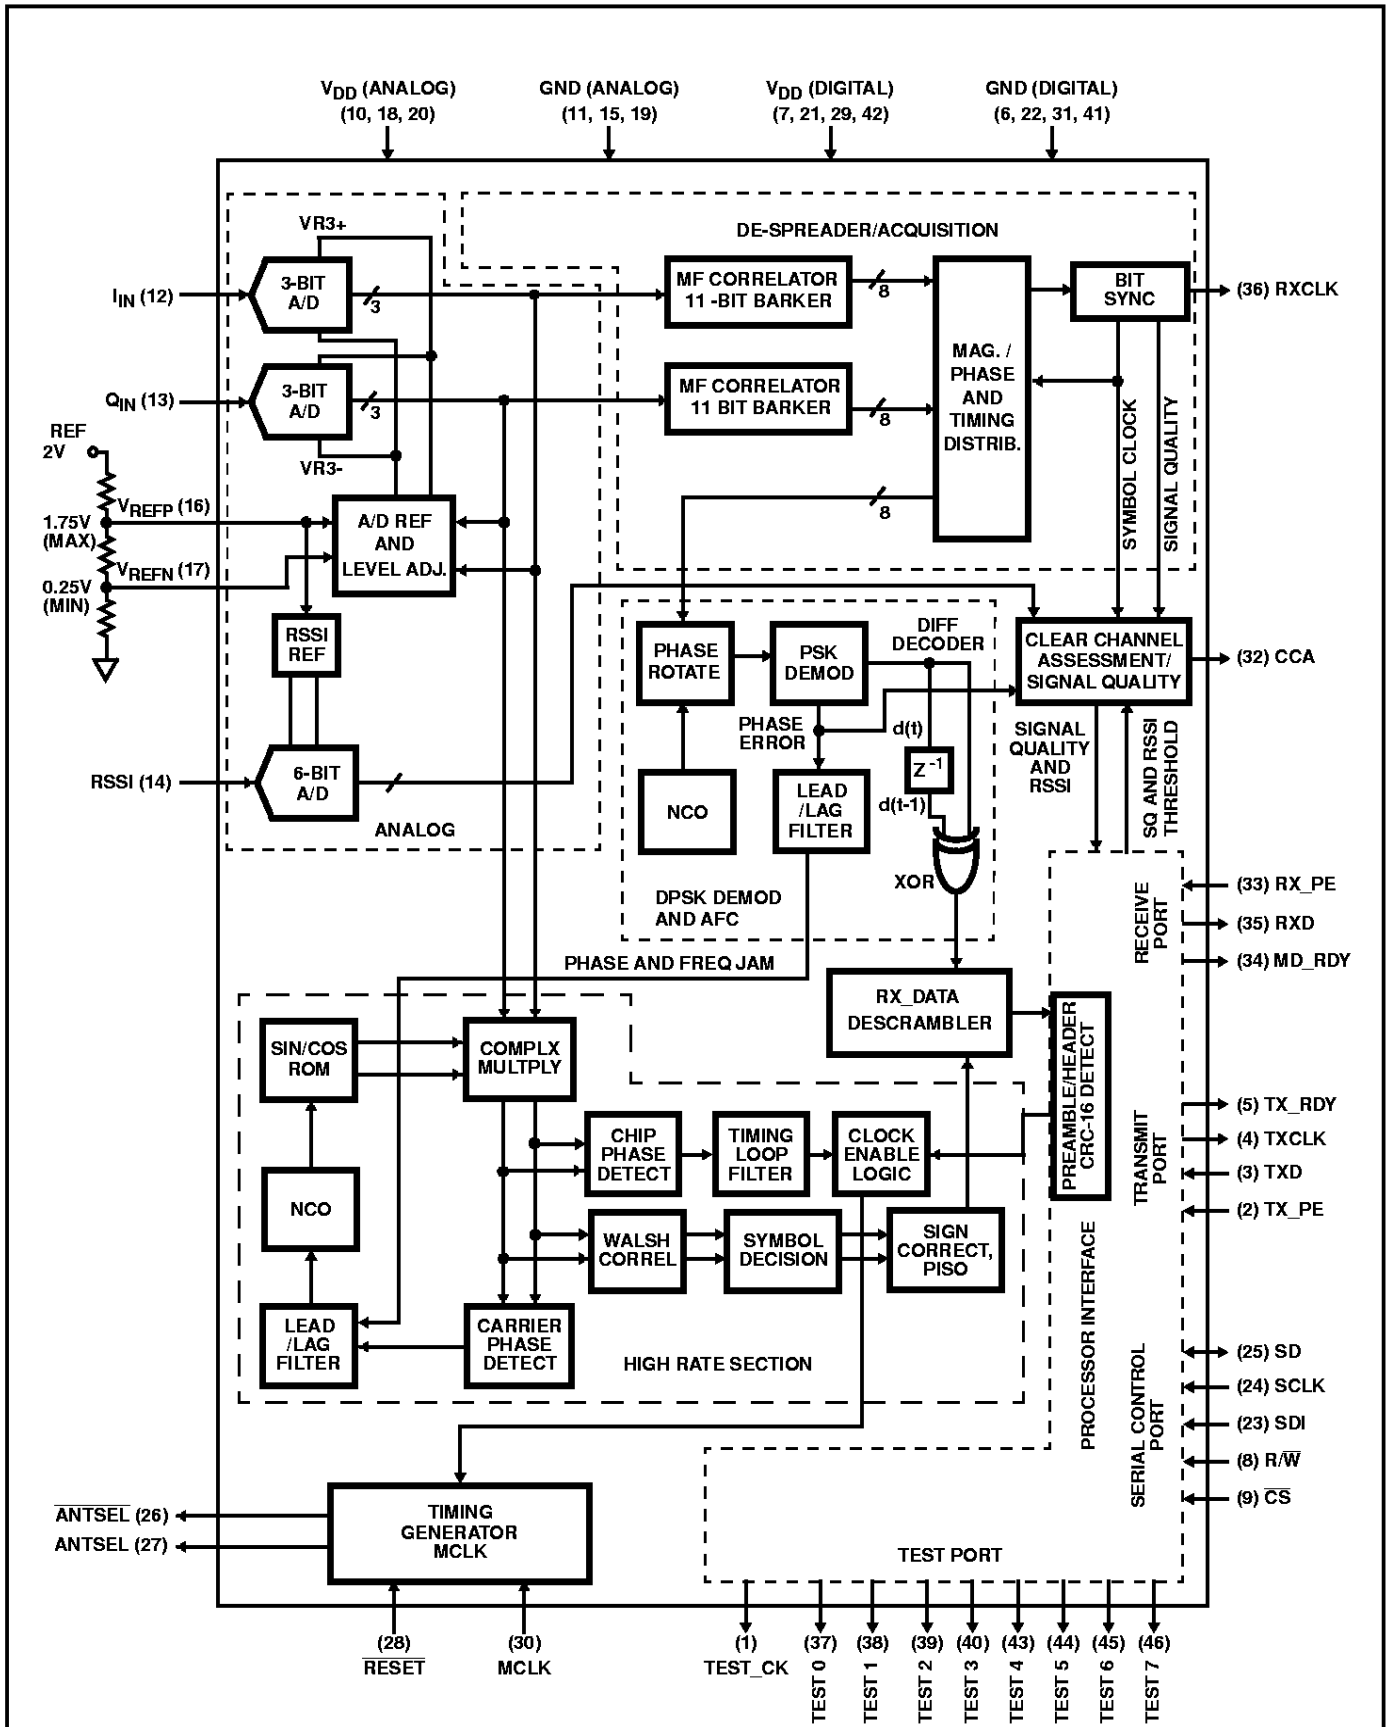 VDD (ANALOG)
(10, 18, 20)
GND (ANALOG)
(11, 15, 19)
VDD (DIGITAL)
(7, 21, 29, 42)
GND (DIGITAL)
(6, 22, 31, 41)
VR3+
DE-SPREADER/ACQUISITION
IIN (12)
3-BIT
A/D
3
MF CORRELATOR
11 -BIT BARKER
8
BIT
SYNC
(36) RXCLK
MAG. /
PHASE
AND
TIMING
DISTRIB.
QIN (13)
3-BIT
A/D
3
MF CORRELATOR
11 BIT BARKER
8
SYMBOL CLOCK
SIGNAL QUALITY
REF
2V
VR3-
VREFP (16)
1.75V
(MAX)
A/D REF
AND
LEVEL ADJ.
8
VREFN (17)
0.25V
(MIN)
RSSI
REF
PHASE
ROTATE
PSK
DEMOD
DIFF
DECODER
CLEAR CHANNEL
ASSESSMENT/
SIGNAL QUALITY
(32) CCA
PHASE
ERROR
d(t)
SIGNAL
QUALITY
AND
RSSI
SQ AND RSSI
THRESHOLD
RSSI (14)
6-BIT
A/D
NCO
LEAD
/LAG
FILTER
Z-1
d(t-1)
ANALOG
XOR
DPSK DEMOD
AND AFC
RECEIVE
PORT
(33) RX_PE
(35) RXD
(34) MD_RDY
PHASE AND FREQ JAM
RX_DATA
DESCRAMBLER
PREAMBLE/HEADER
CRC-16 DETECT
SIN/COS
ROM
COMPLX
MULTPLY
CHIP
PHASE
DETECT
TIMING
LOOP
FILTER
CLOCK
ENABLE
LOGIC
TRANSMIT
PORT
(5) TX_RDY
(4) TXCLK
(3) TXD
(2) TX_PE
NCO
WALSH
CORREL
SYMBOL
DECISION
SIGN
CORRECT,
PISO
PROCESSOR INTERFACE
LEAD
/LAG
FILTER
CARRIER
PHASE
DETECT
HIGH RATE SECTION
SERIAL CONTROL
PORT
(25) SD
(24) SCLK
(23) SDI
(8) R/W̅
(9) C̅S̅
A̅N̅T̅S̅E̅L̅ (26)
ANTSEL (27)
TIMING
GENERATOR
MCLK
TEST PORT
(28)
R̅E̅S̅E̅T̅
(30)
MCLK
(1)
TEST_CK
(37)
TEST 0
(38)
TEST 1
(39)
TEST 2
(40)
TEST 3
(43)
TEST 4
(44)
TEST 5
(45)
TEST 6
(46)
TEST 7